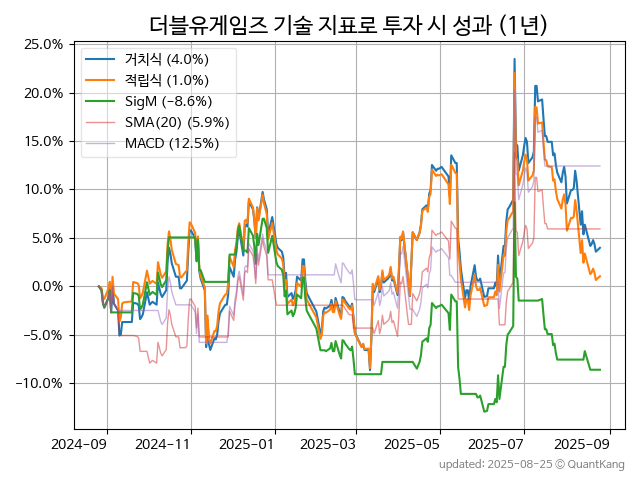 더블유게임즈 기술 지표로 투자 시 성과 (1년)
25.0%
20.0%
15.0%
10.0%
5.0%
0.0%
−5.0%
−10.0%
거치식 (4.0%)
적립식 (1.0%)
SigM (−8.6%)
SMA(20) (5.9%)
MACD (12.5%)
2024-09 2024-11 2025-01 2025-03 2025-05 2025-07 2025-09
updated: 2025-08-25 © QuantKang